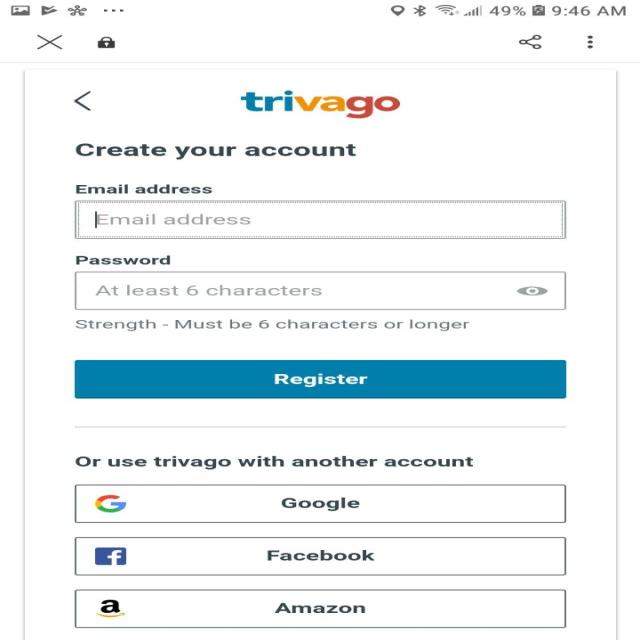 49% 9:46 AM
trivago
Create your account
Email address
Email address
Password
At least 6 characters
Strength - Must be 6 characters or longer
Register
Or use trivago with another account
Google
Facebook
Amazon